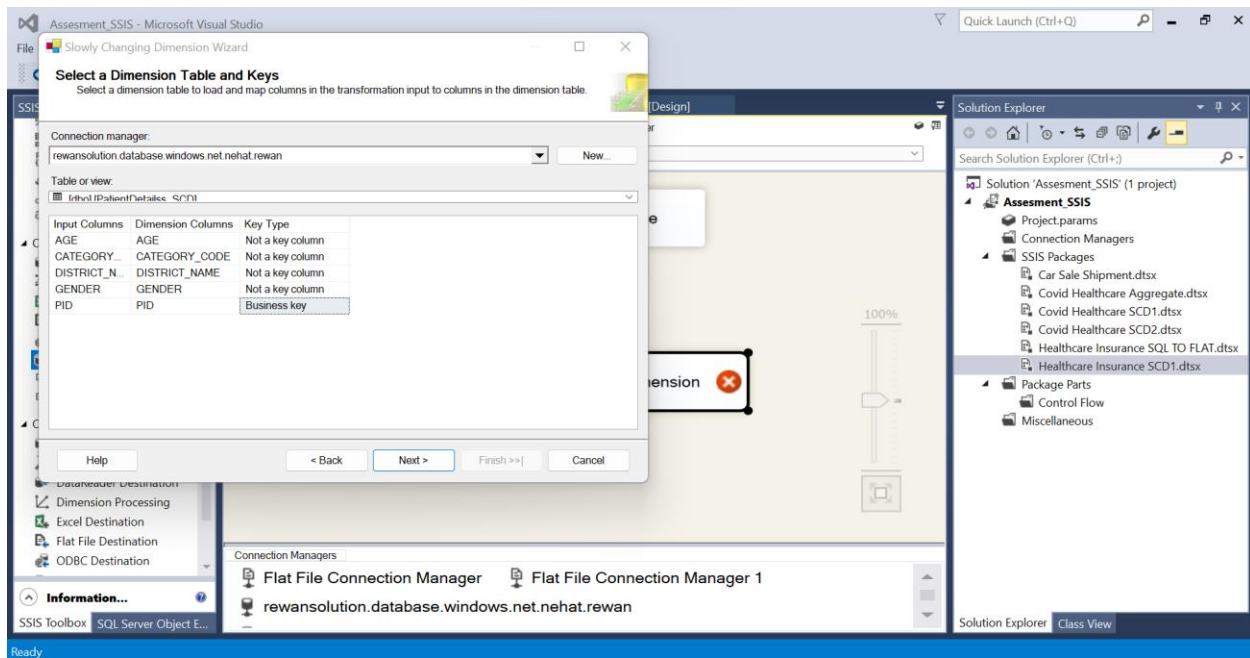 Assesment_SSIS - Microsoft Visual Studio
Quick Launch (Ctrl+Q)
File
Slowly Changing Dimension Wizard
Select a Dimension Table and Keys
Select a dimension table to load and map columns in the transformation input to columns in the dimension table.
Connection manager:
rewansolution.database.windows.net.nehat.rewan
New...
Table or view:
[dbo].[PatientDetailss_SCD]
Input Columns Dimension Columns Key Type
AGE AGE Not a key column
CATEGORY... CATEGORY_CODE Not a key column
DISTRICT_N... DISTRICT_NAME Not a key column
GENDER GENDER Not a key column
PID PID Business key
Help < Back Next > Finish >>| Cancel
SSIS
[Design]
er
e
100%
ension
DataReader Destination
Dimension Processing
Excel Destination
Flat File Destination
ODBC Destination
Information...
SSIS Toolbox SQL Server Object E...
Connection Managers
Flat File Connection Manager Flat File Connection Manager 1
rewansolution.database.windows.net.nehat.rewan
Solution Explorer
Search Solution Explorer (Ctrl+;)
Solution 'Assesment_SSIS' (1 project)
Assesment_SSIS
Project.params
Connection Managers
SSIS Packages
Car Sale Shipment.dtsx
Covid Healthcare Aggregate.dtsx
Covid Healthcare SCD1.dtsx
Covid Healthcare SCD2.dtsx
Healthcare Insurance SQL TO FLAT.dtsx
Healthcare Insurance SCD1.dtsx
Package Parts
Control Flow
Miscellaneous
Solution Explorer Class View
Ready